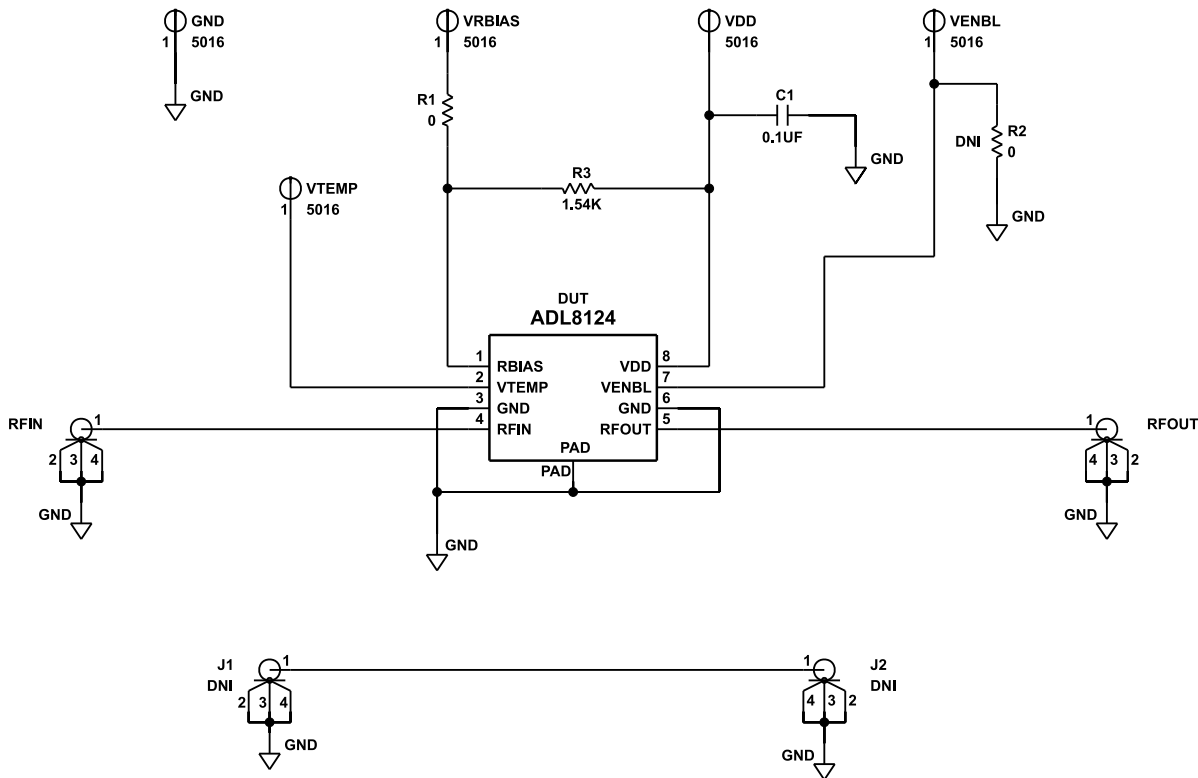 GND
1 5016
GND
VRBIAS
1 5016
VDD
1 5016
VENBL
1 5016
R1
0
C1
0.1UF
GND
DNI R2
0
GND
VTEMP
1 5016
R3
1.54K
DUT
ADL8124
1 RBIAS VDD 8
2 VTEMP VENBL 7
3 GND GND 6
4 RFIN RFOUT 5
PAD
PAD
GND
RFIN 1
2 3 4
GND
1 RFOUT
4 3 2
GND
J1 1
DNI
2 3 4
GND
1 J2
DNI
4 3 2
GND